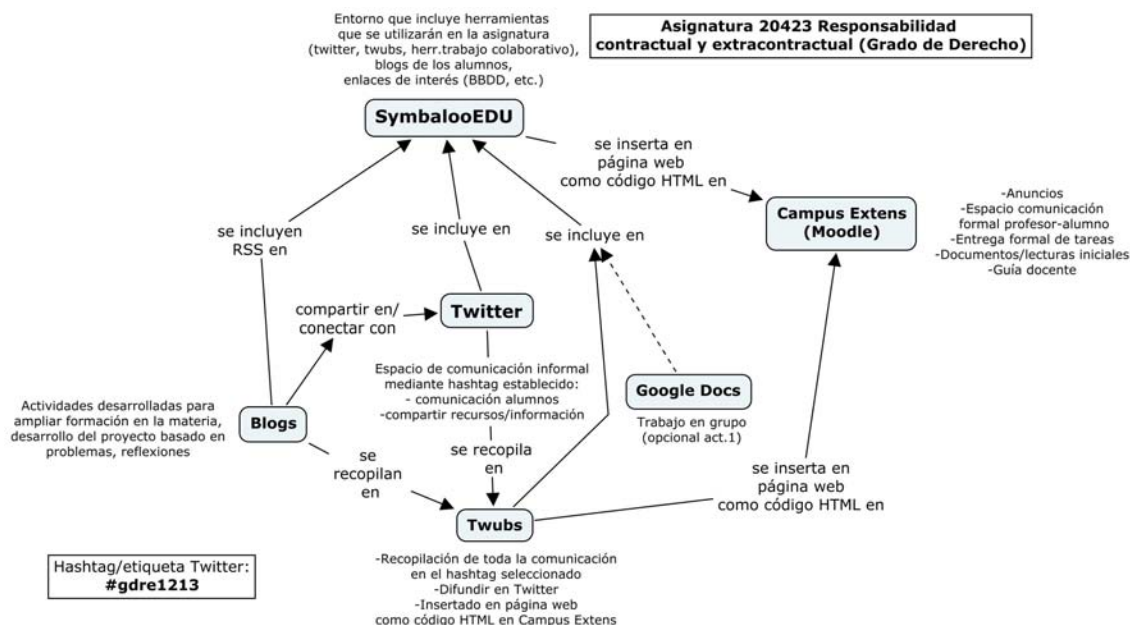 Entorno que incluye herramientas
que se utilizarán en la asignatura
(twitter, twubs, herr.trabajo colaborativo),
blogs de los alumnos,
enlaces de interés (BBDD, etc.)
Asignatura 20423 Responsabilidad
contractual y extracontractual (Grado de Derecho)
SymbalooEDU
se inserta en
página web
como código HTML en
Campus Extens
(Moodle)
-Anuncios
-Espacio comunicación
formal profesor-alumno
-Entrega formal de tareas
-Documentos/lecturas iniciales
-Guía docente
se incluyen
RSS en
se incluye en
se incluye en
compartir en/
conectar con
Twitter
Espacio de comunicación informal
mediante hashtag establecido:
- comunicación alumnos
-compartir recursos/información
Google Docs
Trabajo en grupo
(opcional act.1)
Actividades desarrolladas para
ampliar formación en la materia,
desarrollo del proyecto basado en
problemas, reflexiones
Blogs
se
recopilan
en
se recopila
en
se inserta en
página web
como código HTML en
Twubs
-Recopilación de toda la comunicación
en el hashtag seleccionado
-Difundir en Twitter
-Insertado en página web
como código HTML en Campus Extens
Hashtag/etiqueta Twitter:
#gdre1213